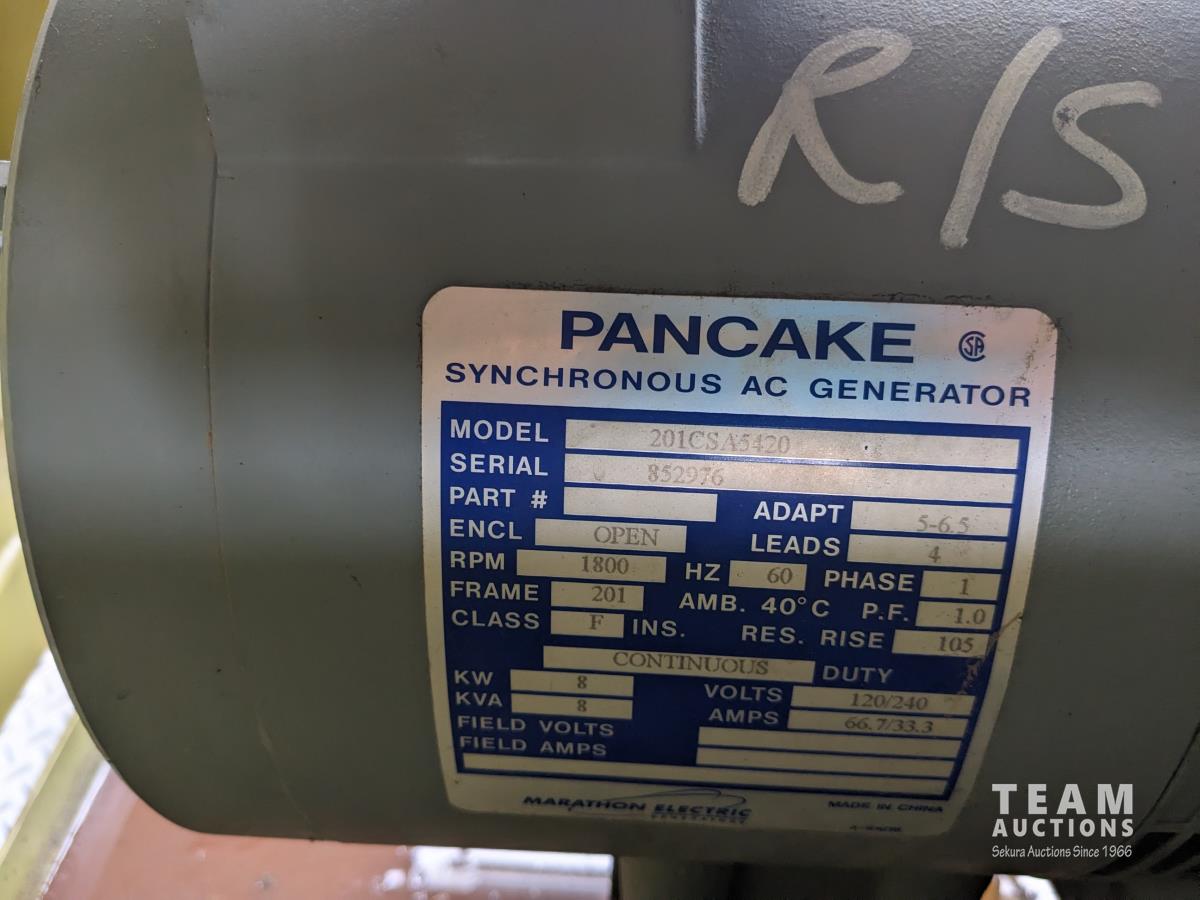 R/S
PANCAKE CSA
SYNCHRONOUS AC GENERATOR
MODEL 201CSA5420
SERIAL 852976
PART #
ADAPT 5-6.5
ENCL OPEN
LEADS 4
RPM 1800 HZ 60 PHASE 1
FRAME 201 AMB. 40°C P.F. 1.0
CLASS F INS. RES. RISE 105
CONTINUOUS DUTY
KW 8
VOLTS 120/240
KVA 8
AMPS 66.7/33.3
FIELD VOLTS
FIELD AMPS
MARATHON ELECTRIC
GENERATORS
MADE IN CHINA
TEAM
AUCTIONS
Sekura Auctions Since 1966